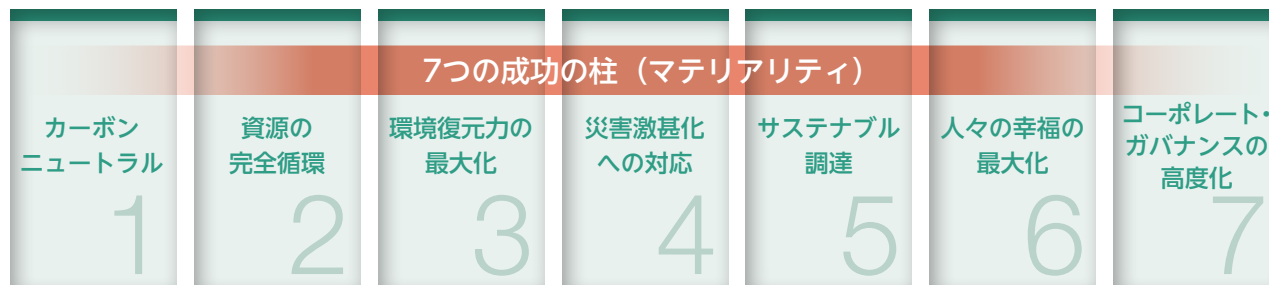 7つの成功の柱（マテリアリティ）
カーボン
ニュートラル
1
資源の
完全循環
2
環境復元力の
最大化
3
災害激甚化
への対応
4
サステナブル
調達
5
人々の幸福の
最大化
6
コーポレート・
ガバナンスの
高度化
7